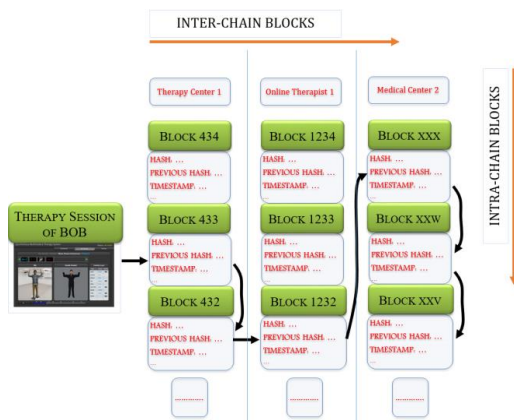 INTER-CHAIN BLOCKS
Therapy Center 1
Online Therapist 1
Medical Center 2
INTRA-CHAIN BLOCKS
BLOCK 434
HASH: ...
PREVIOUS HASH: ...
TIMESTAMP: ...
...
BLOCK 1234
HASH: ...
PREVIOUS HASH: ...
TIMESTAMP: ...
...
BLOCK XXX
HASH: ...
PREVIOUS HASH: ...
TIMESTAMP: ...
...
THERAPY SESSION
OF BOB
BLOCK 433
HASH: ...
PREVIOUS HASH: ...
TIMESTAMP: ...
...
BLOCK 1233
HASH: ...
PREVIOUS HASH: ...
TIMESTAMP: ...
...
BLOCK XXW
HASH: ...
PREVIOUS HASH: ...
TIMESTAMP: ...
...
BLOCK 432
HASH: ...
PREVIOUS HASH: ...
TIMESTAMP: ...
...
BLOCK 1232
HASH: ...
PREVIOUS HASH: ...
TIMESTAMP: ...
...
BLOCK XXV
HASH: ...
PREVIOUS HASH: ...
TIMESTAMP: ...
...
............
............
............